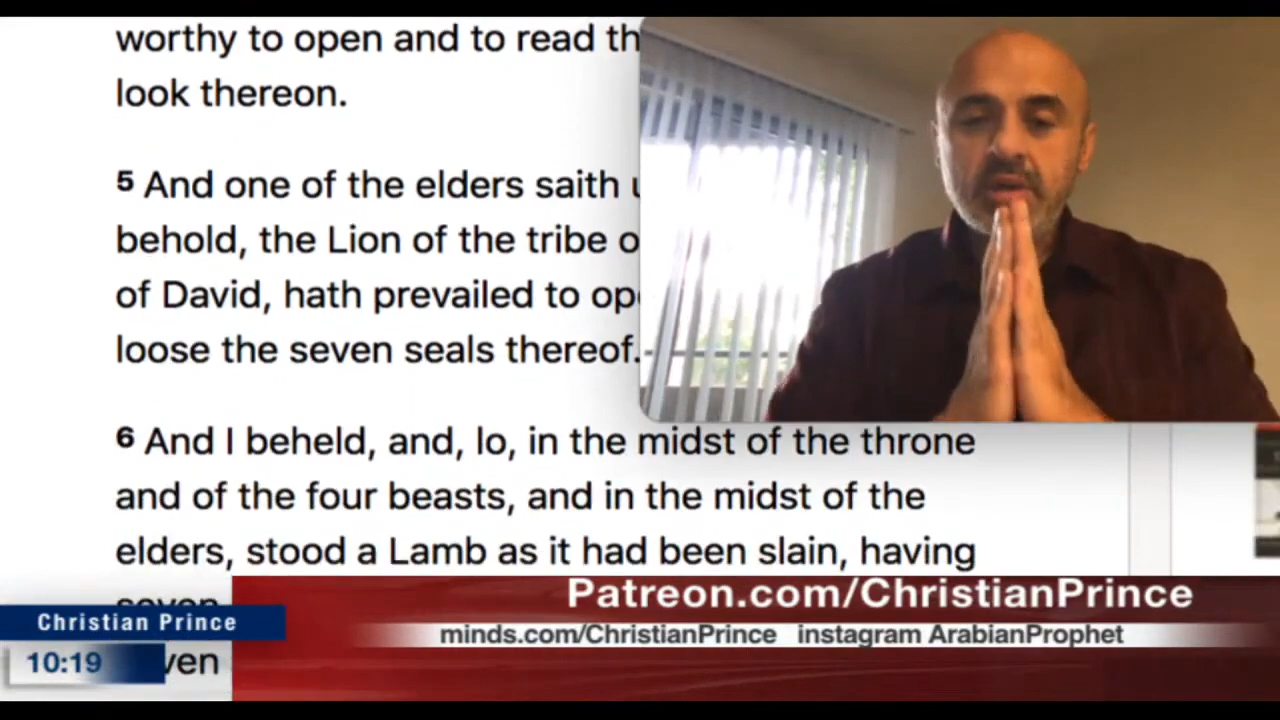 worthy to open and to read th
look thereon.
5 And one of the elders saith
behold, the Lion of the tribe o
of David, hath prevailed to op
loose the seven seals thereof.
6 And I beheld, and, lo, in the midst of the throne
and of the four beasts, and in the midst of the
elders, stood a Lamb as it had been slain, having
seven
Patreon.com/ChristianPrince
Christian Prince
minds.com/ChristianPrince instagram ArabianProphet
10:19
ven